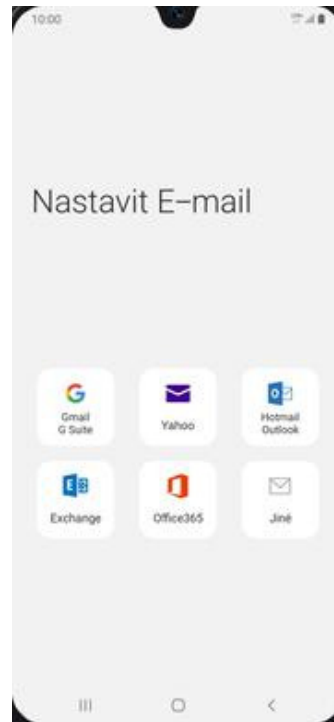 10:00
Nastavit E-mail
Gmail
G Suite
Yahoo
Hotmail
Outlook
Exchange
Office365
Jiné